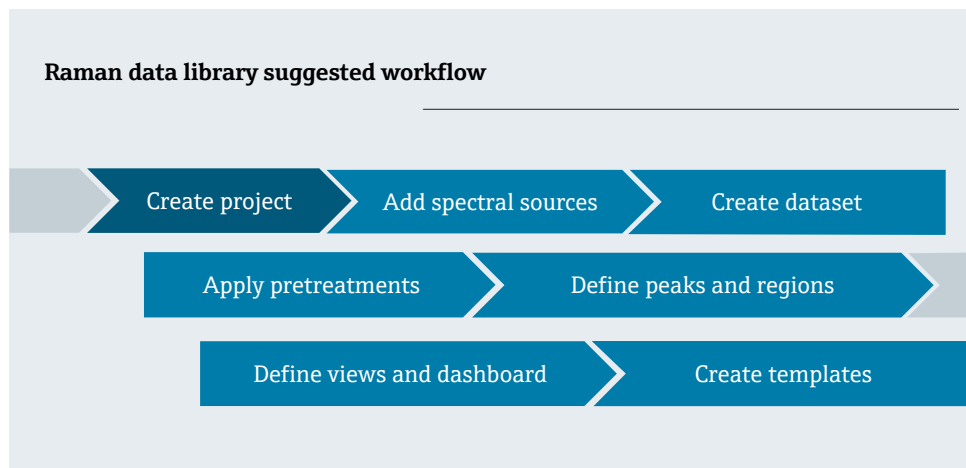 Raman data library suggested workflow
Create project
Add spectral sources
Create dataset
Apply pretreatments
Define peaks and regions
Define views and dashboard
Create templates